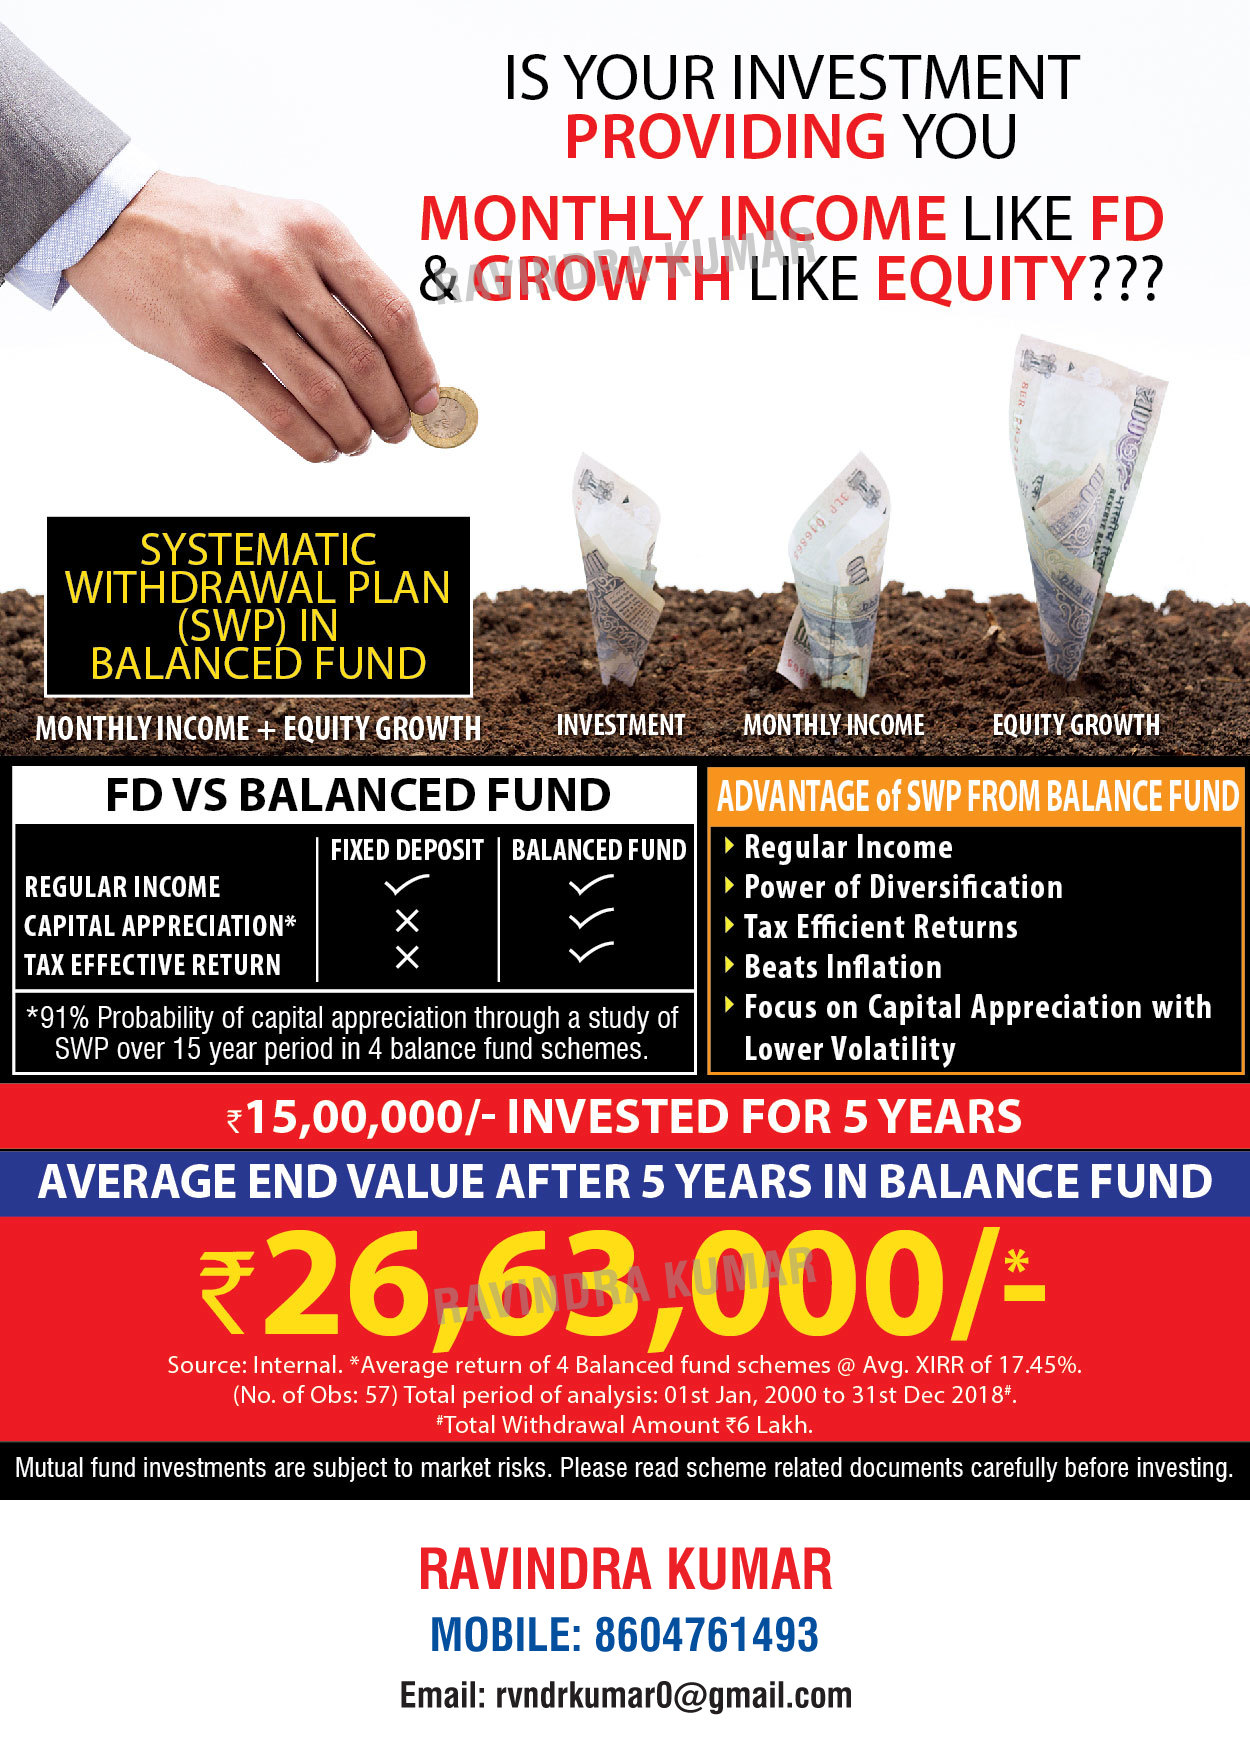 IS YOUR INVESTMENT
PROVIDING YOU
MONTHLY INCOME LIKE FD
& GROWTH LIKE EQUITY???
RAVINDRA KUMAR
SYSTEMATIC
WITHDRAWAL PLAN
(SWP) IN
BALANCED FUND
MONTHLY INCOME + EQUITY GROWTH
INVESTMENT
MONTHLY INCOME
EQUITY GROWTH
FD VS BALANCED FUND
FIXED DEPOSIT BALANCED FUND
REGULAR INCOME
CAPITAL APPRECIATION*
TAX EFFECTIVE RETURN
*91% Probability of capital appreciation through a study of
SWP over 15 year period in 4 balance fund schemes.
ADVANTAGE of SWP FROM BALANCE FUND
Regular Income
Power of Diversification
Tax Efficient Returns
Beats Inflation
Focus on Capital Appreciation with
Lower Volatility
₹15,00,000/- INVESTED FOR 5 YEARS
AVERAGE END VALUE AFTER 5 YEARS IN BALANCE FUND
₹26,63,000/-*
RAVINDRA KUMAR
Source: Internal. *Average return of 4 Balanced fund schemes @ Avg. XIRR of 17.45%.
(No. of Obs: 57) Total period of analysis: 01st Jan, 2000 to 31st Dec 2018#.
#Total Withdrawal Amount ₹6 Lakh.
Mutual fund investments are subject to market risks. Please read scheme related documents carefully before investing.
RAVINDRA KUMAR
MOBILE: 8604761493
Email: rvndrkumar0@gmail.com